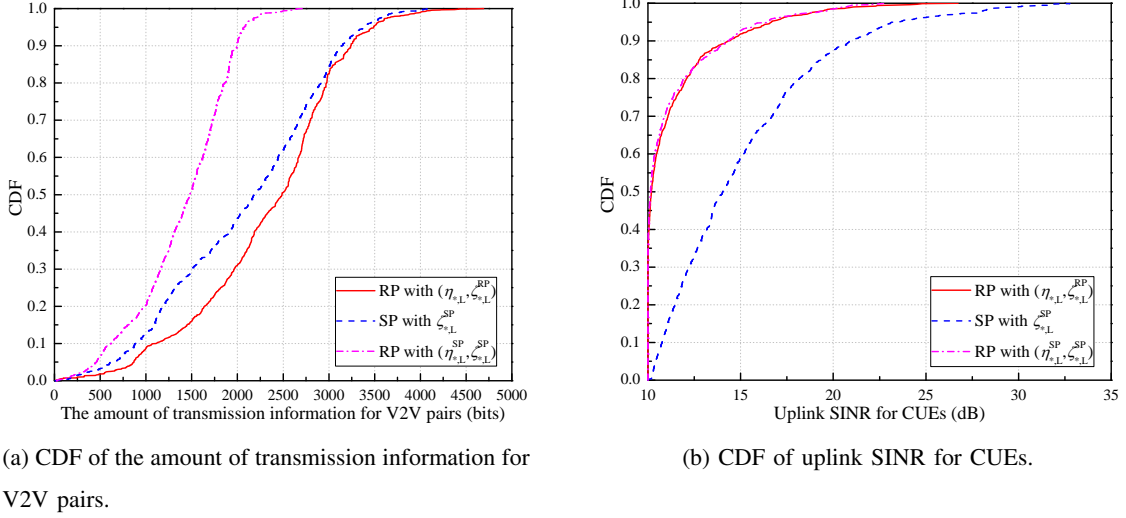 1.0
0.9
0.8
0.7
0.6
0.5
0.4
0.3
0.2
0.1
0.0
CDF
0 500 1000 1500 2000 2500 3000 3500 4000 4500 5000
The amount of transmission information for V2V pairs (bits)
RP with (η*,L,ζ*,L^RP)
SP with ζ*,L^SP
RP with (η*,L^SP,ζ*,L^SP)
(a) CDF of the amount of transmission information for
V2V pairs.
1.0
0.9
0.8
0.7
0.6
0.5
0.4
0.3
0.2
0.1
0.0
CDF
10 15 20 25 30 35
Uplink SINR for CUEs (dB)
RP with (η*,L,ζ*,L^RP)
SP with ζ*,L^SP
RP with (η*,L^SP,ζ*,L^SP)
(b) CDF of uplink SINR for CUEs.